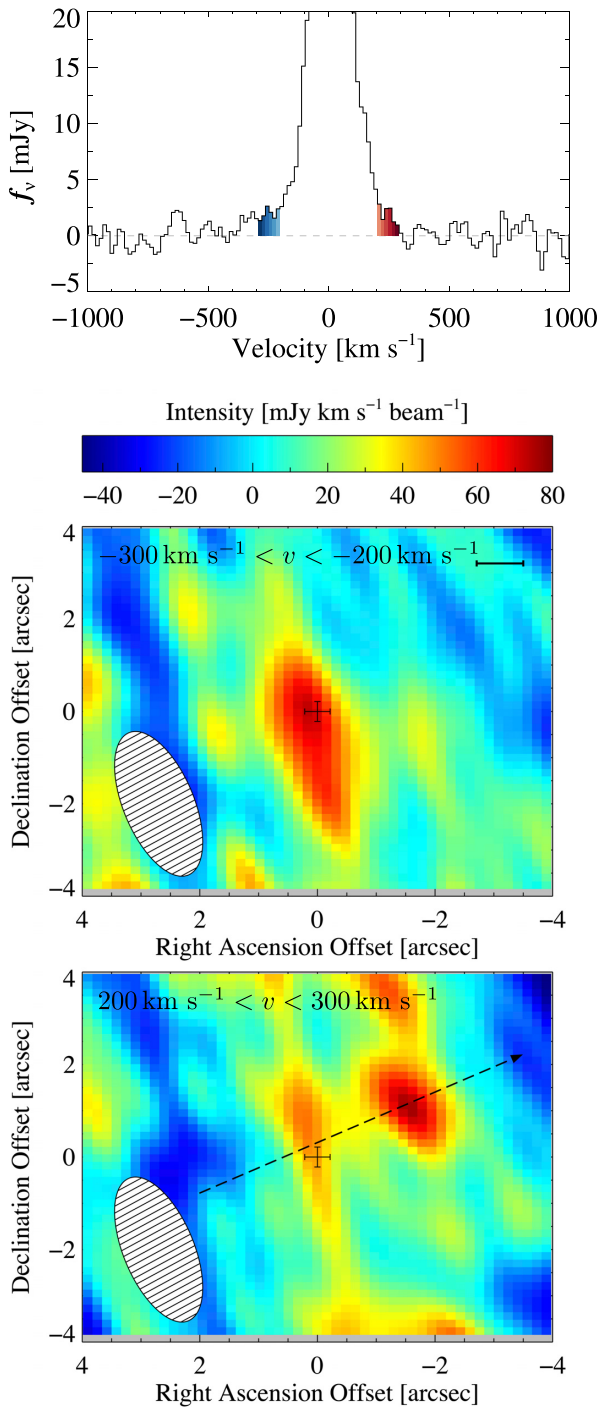 20
15
10
5
0
−5
f_ν [mJy]
−1000 −500 0 500 1000
Velocity [km s⁻¹]
Intensity [mJy km s⁻¹ beam⁻¹]
−40 −20 0 20 40 60 80
−300 km s⁻¹ < v < −200 km s⁻¹
4
2
0
−2
−4
Declination Offset [arcsec]
4 2 0 −2 −4
Right Ascension Offset [arcsec]
200 km s⁻¹ < v < 300 km s⁻¹
4
2
0
−2
−4
Declination Offset [arcsec]
4 2 0 −2 −4
Right Ascension Offset [arcsec]